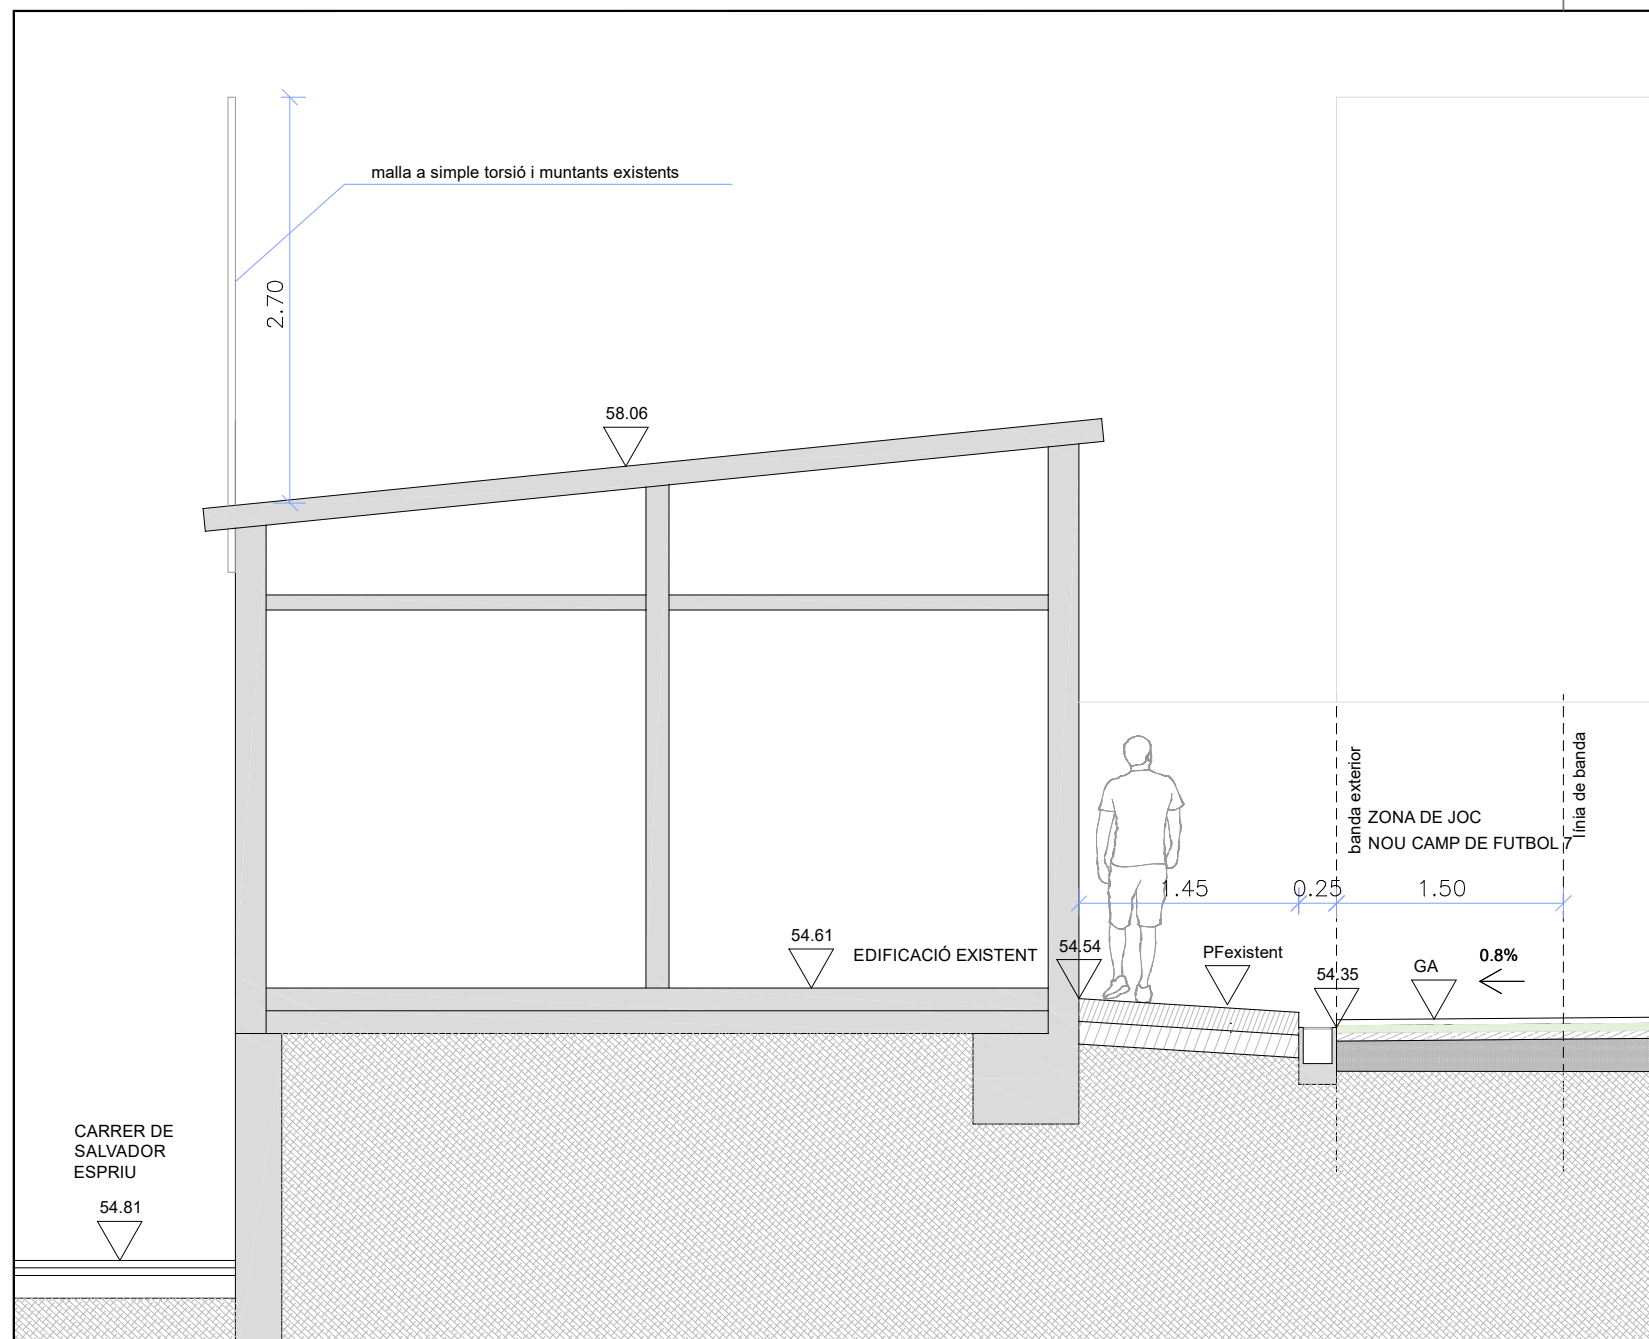 malla a simple torsió i muntants existents
2.70
58.06
banda exterior
línia de banda
ZONA DE JOC
NOU CAMP DE FUTBOL 7
1.45
0.25
1.50
54.61
EDIFICACIÓ EXISTENT
54.54
PFexistent
54.35
GA
0.8%
CARRER DE
SALVADOR
ESPRIU
54.81